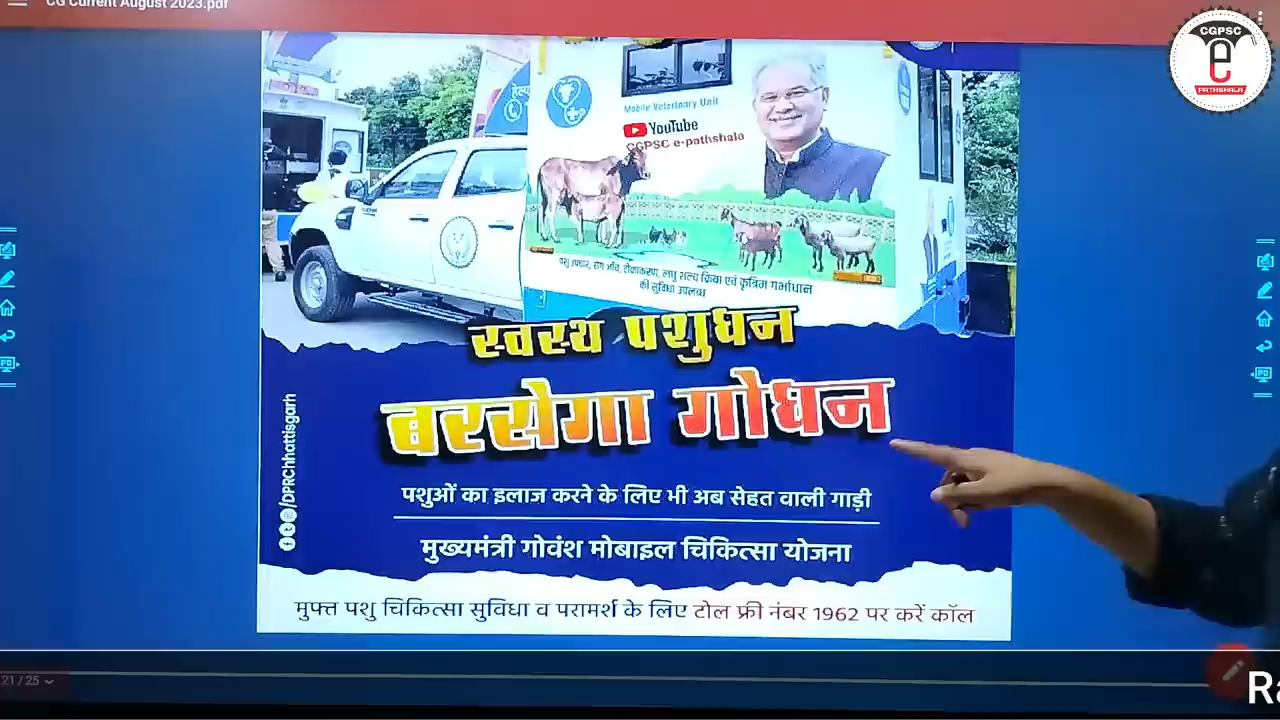 CG Current August 2023.pdf
CGPSC
e
PATHSHALA
Mobile Veterinary Unit
YouTube
CGPSC e-pathshala
पशु उपचार, रोग जाँच, टीकाकरण, लघु शल्य क्रिया एवं कृत्रिम गर्भाधान
की सुविधा उपलब्ध
स्वस्थ पशुधन
बरसेगा गोधन
/DPRChhattisgarh
पशुओं का इलाज करने के लिए भी अब सेहत वाली गाड़ी
मुख्यमंत्री गोवंश मोबाइल चिकित्सा योजना
मुफ्त पशु चिकित्सा सुविधा व परामर्श के लिए टोल फ्री नंबर 1962 पर करें कॉल
21 / 25
Ra